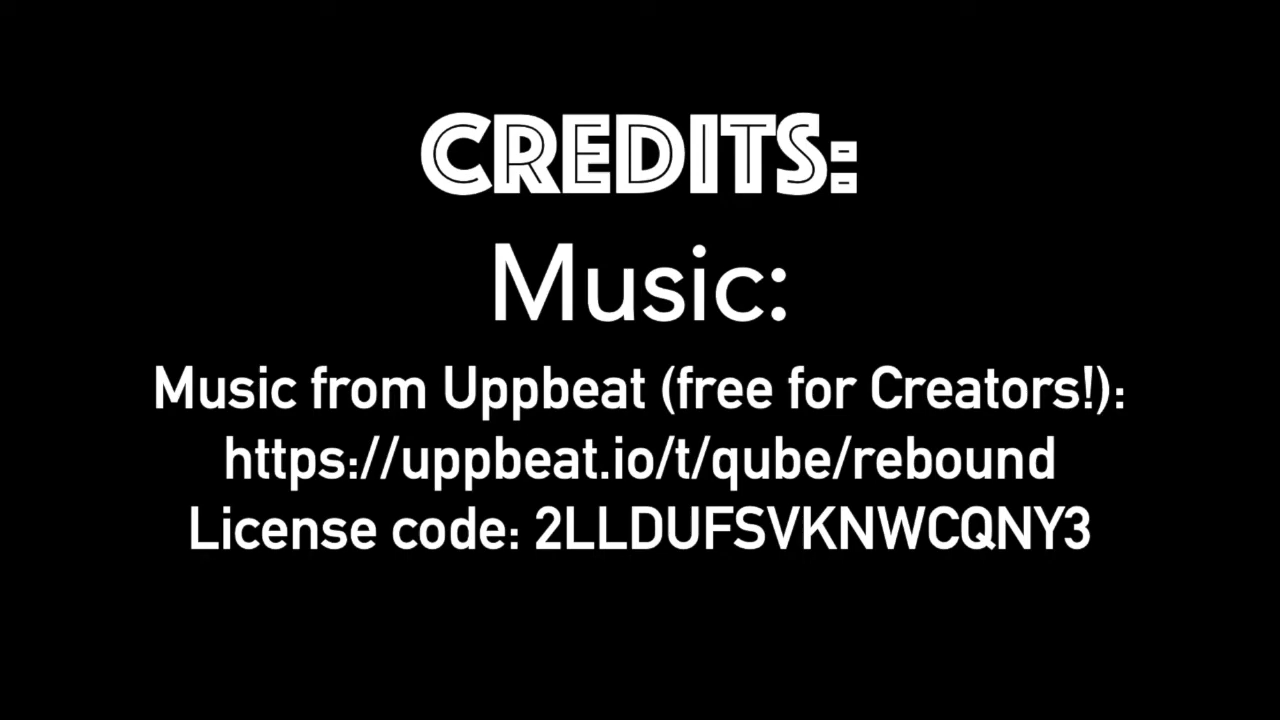 CREDITS:
Music:
Music from Uppbeat (free for Creators!):
https://uppbeat.io/t/qube/rebound
License code: 2LLDUFSVKNWCQNY3